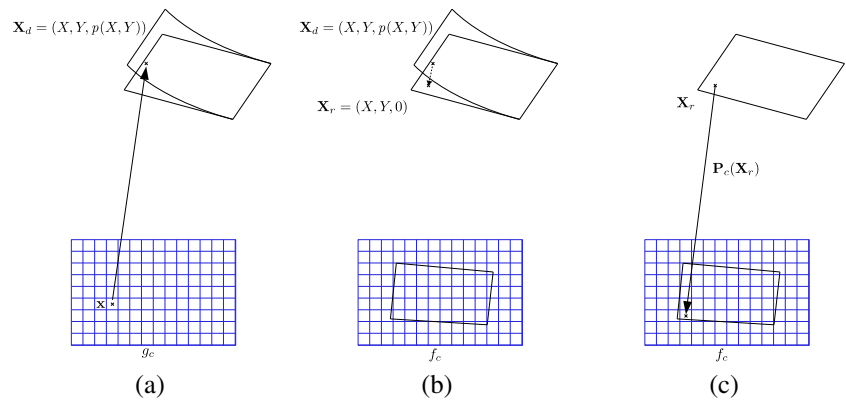 X_d = (X, Y, p(X, Y))
x
g_c
(a)
X_d = (X, Y, p(X, Y))
X_r = (X, Y, 0)
f_c
(b)
X_r
P_c(X_r)
f_c
(c)